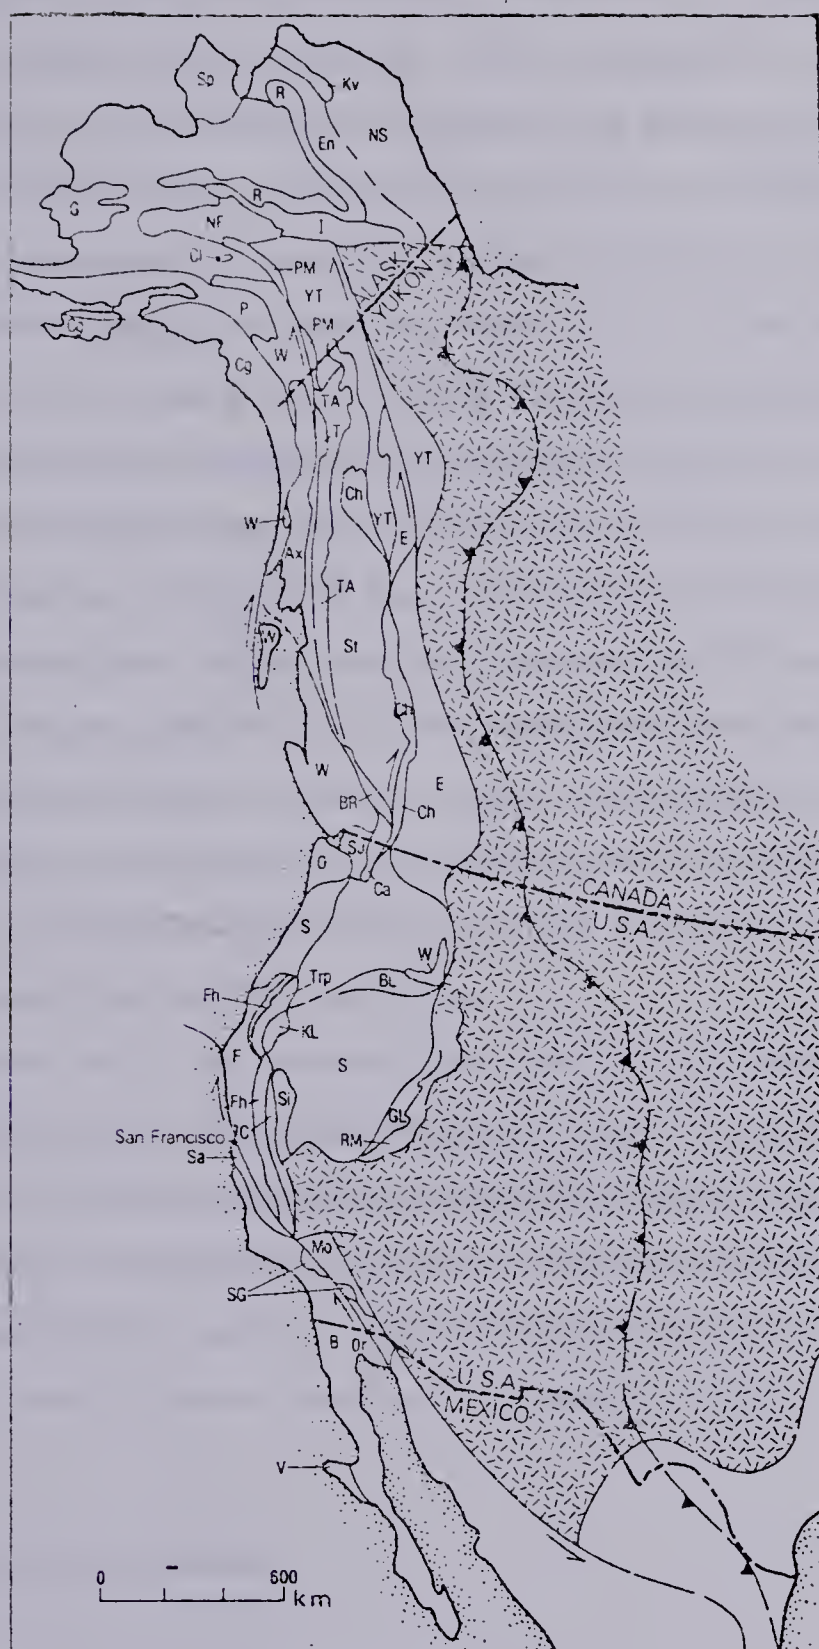 Sp
Kv
R
NS
En
R
G
NF
I
Cl
PM
YT
ALASKA
YUKON
P
PM
Cg
W
Cg
TA
T
YT
Ch
W
YT
E
Ax
TA
W
St
Ch
W
E
BR
Ch
SJ
O
Ca
CANADA
U.S.A.
S
W
Trp
BL
Fh
KL
F
S
Fh
Si
GL
San Francisco
RM
Sa
Mo
SG
B
Or
U.S.A.
MEXICO
V
0
600
km